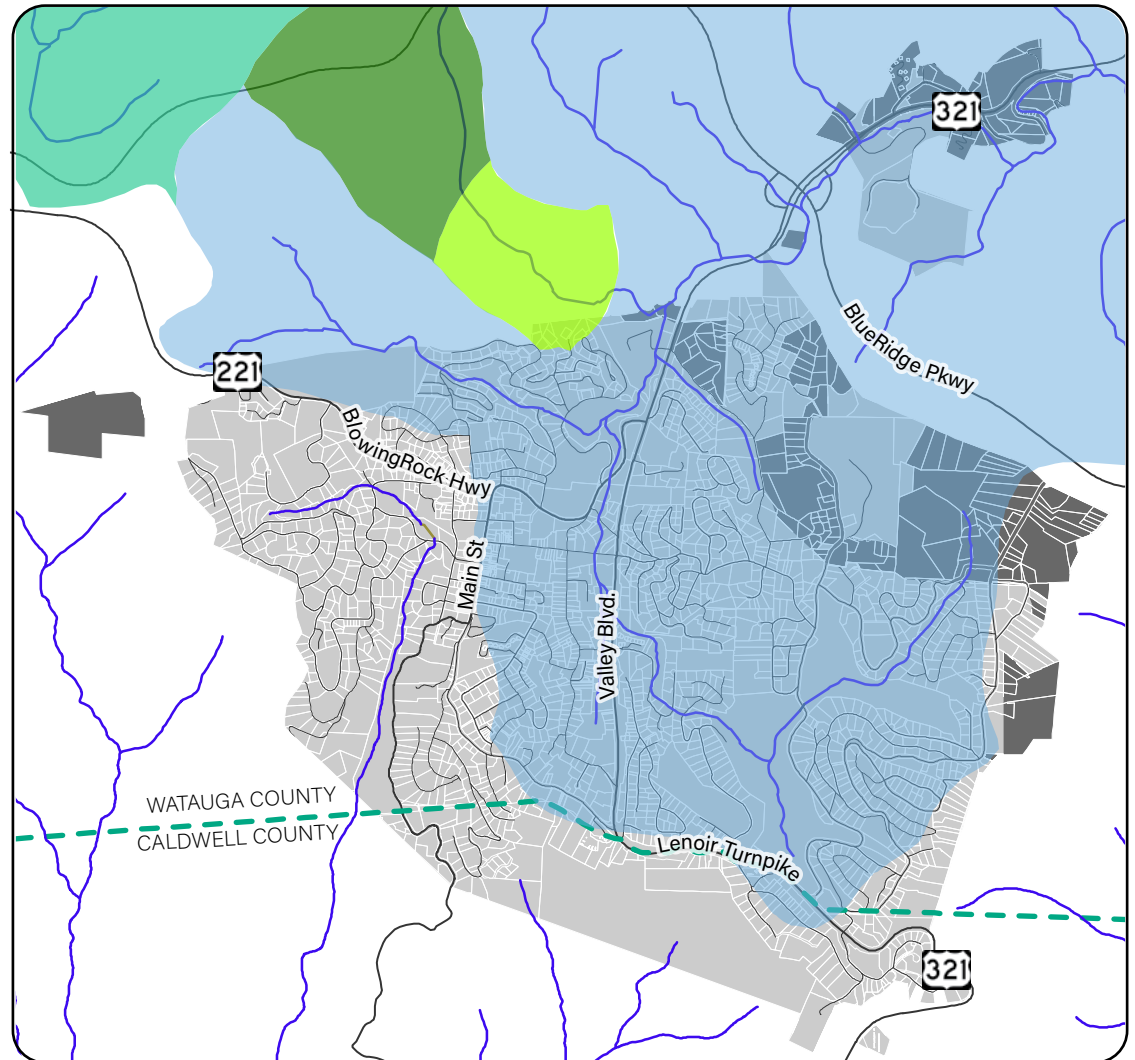 321
BlueRidge Pkwy
221
BlowingRock Hwy
Main St
Valley Blvd.
WATAUGA COUNTY
CALDWELL COUNTY
Lenoir Turnpike
321